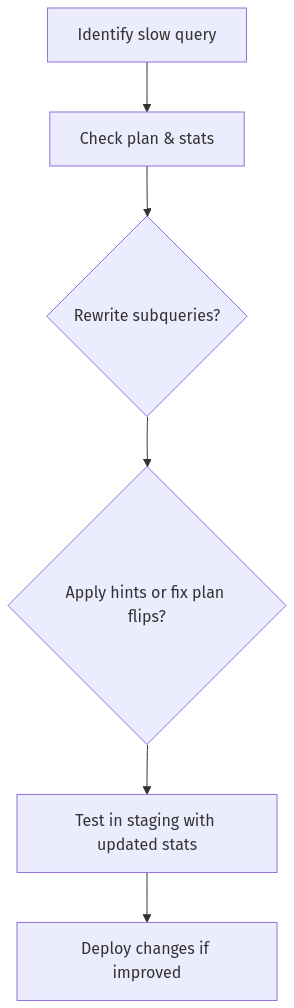 Identify slow query
Check plan & stats
Rewrite subqueries?
Apply hints or fix plan
flips?
Test in staging with
updated stats
Deploy changes if
improved